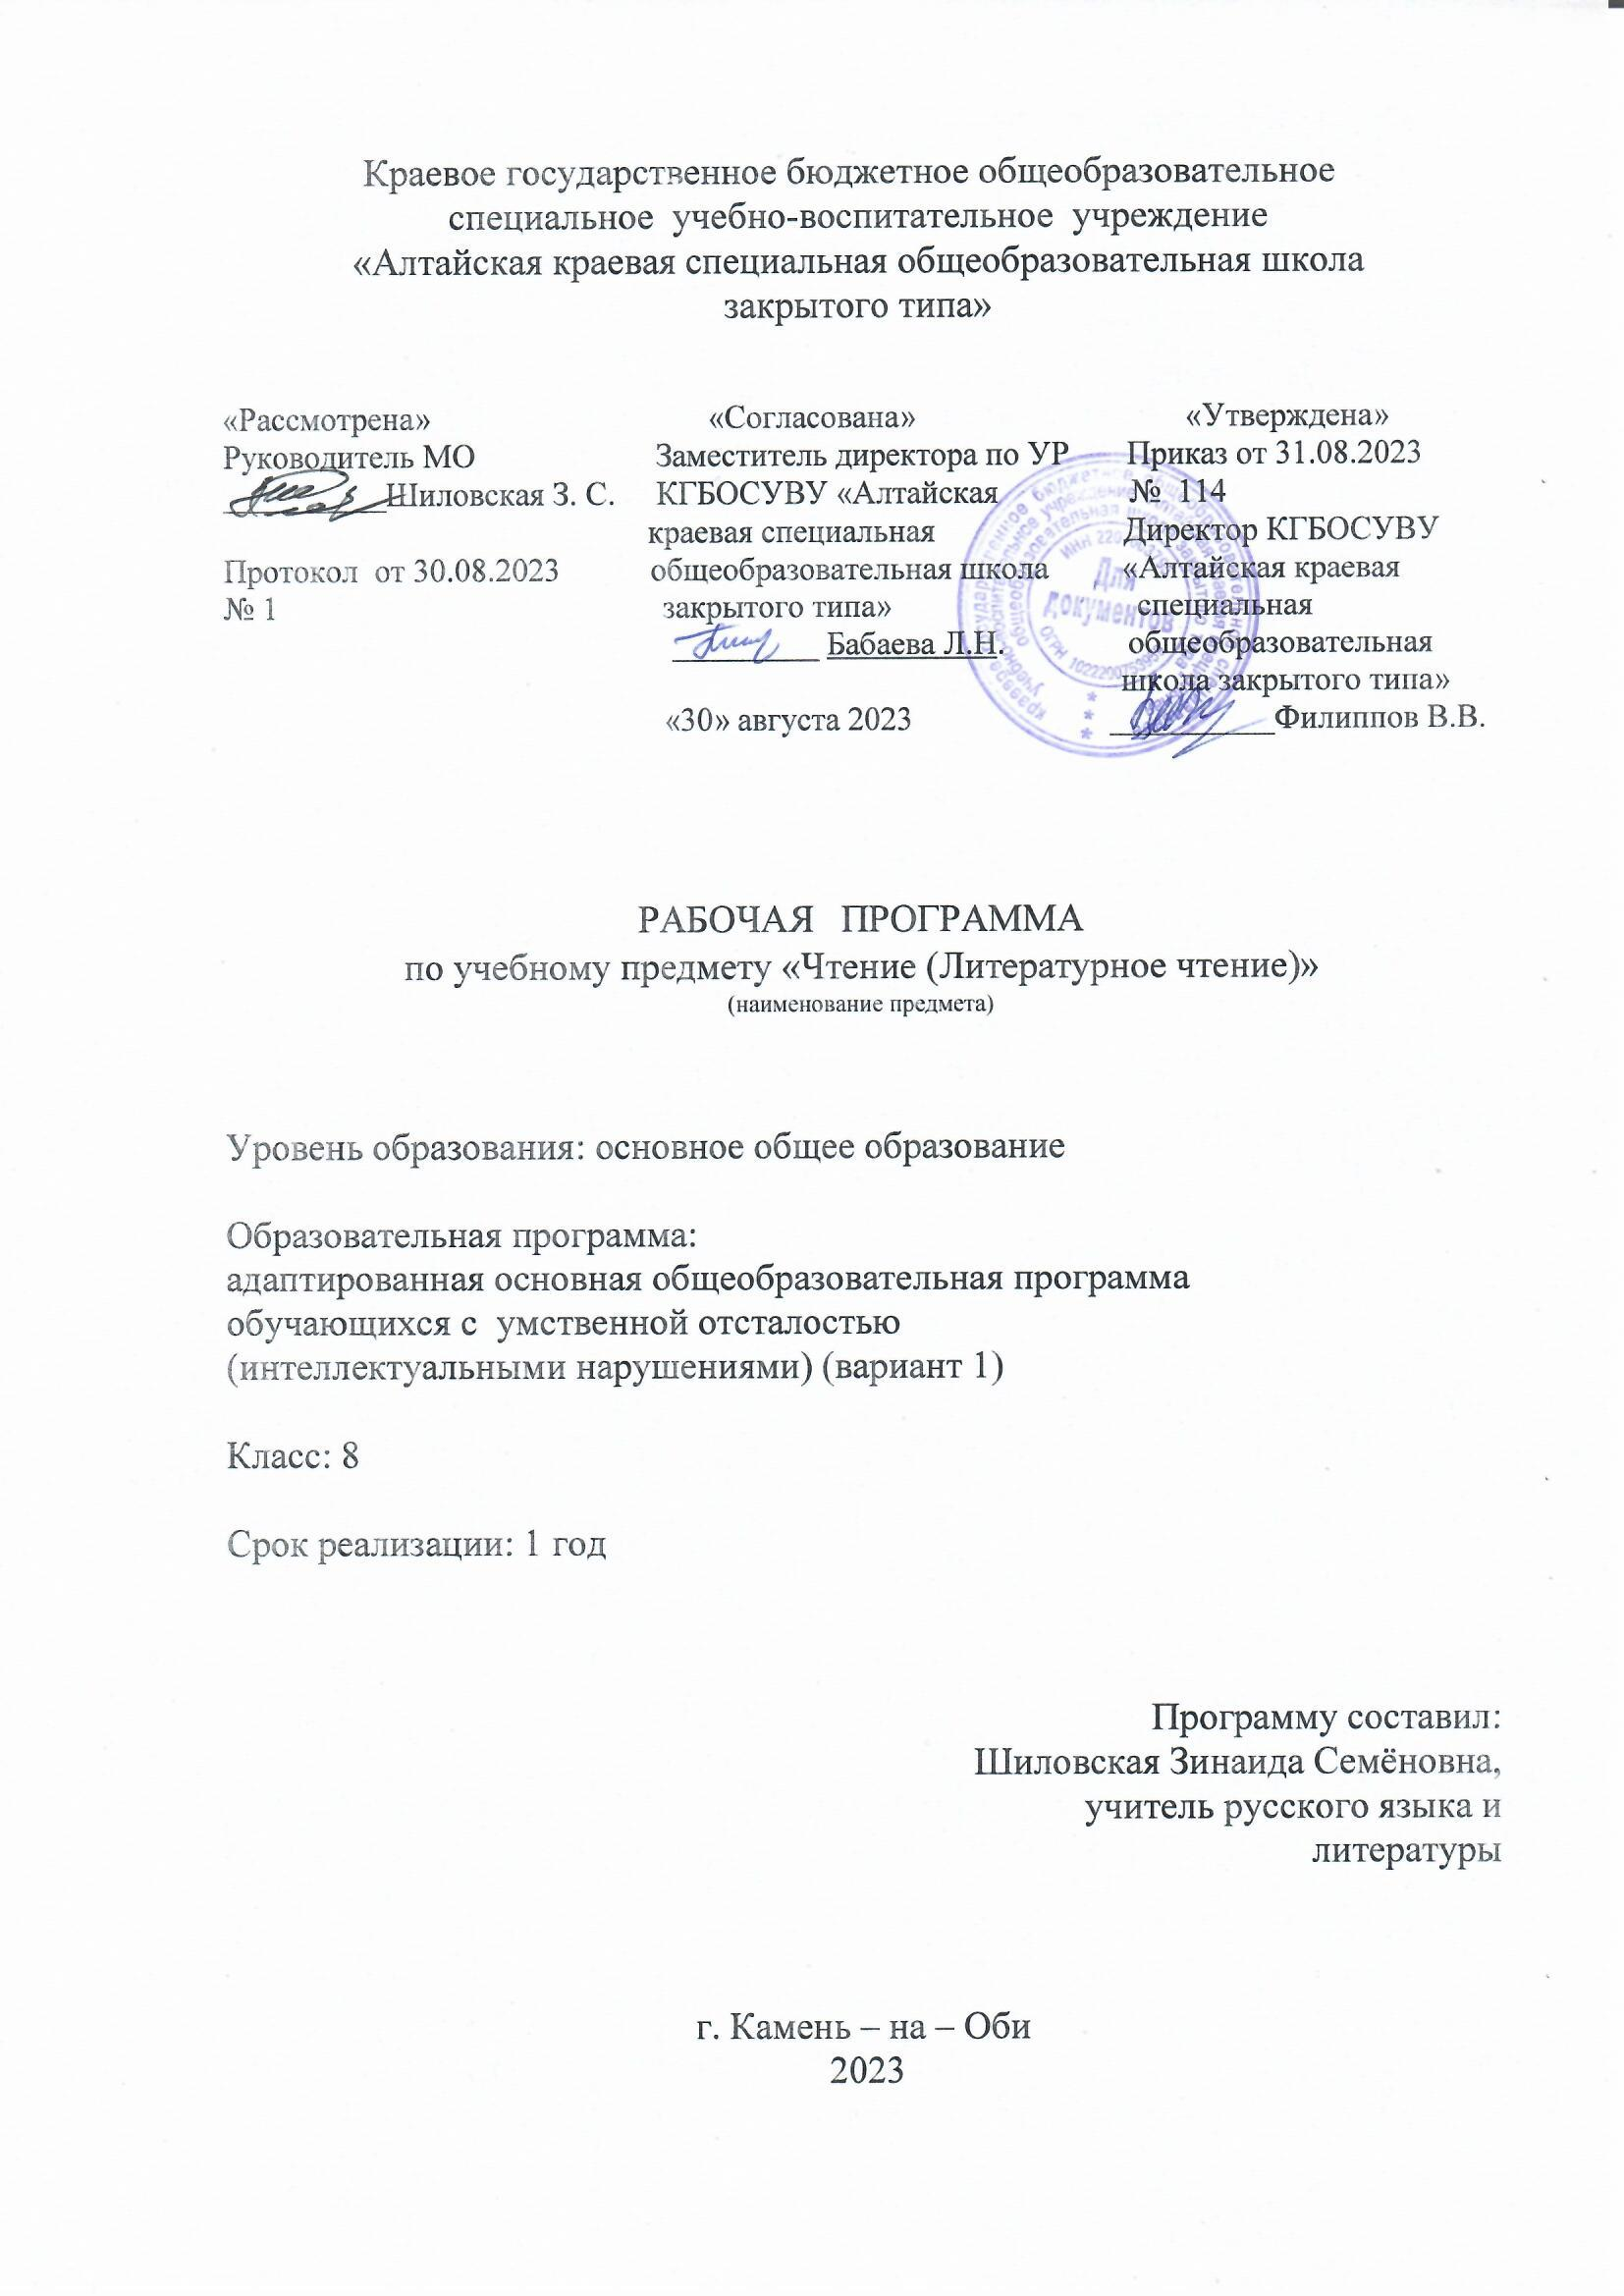 Краевое государственное бюджетное общеобразовательное
специальное учебно-воспитательное учреждение
«Алтайская краевая специальная общеобразовательная школа
закрытого типа»
«Рассмотрена»
Руководитель МО
Шиловская З. С.
Протокол от 30.08.2023
№ 1
«Согласована»
Заместитель директора по УР
КГБОСУВУ «Алтайская
краевая специальная
общеобразовательная школа
закрытого типа»
Бабаева Л.Н.
«30» августа 2023
«Утверждена»
Приказ от 31.08.2023
№ 114
Директор КГБОСУВУ
«Алтайская краевая
специальная
общеобразовательная
школа закрытого типа»
Филиппов В.В.
Для
документов
РАБОЧАЯ ПРОГРАММА
по учебному предмету «Чтение (Литературное чтение)»
(наименование предмета)
Уровень образования: основное общее образование
Образовательная программа:
адаптированная основная общеобразовательная программа
обучающихся с умственной отсталостью
(интеллектуальными нарушениями) (вариант 1)
Класс: 8
Срок реализации: 1 год
Программу составил:
Шиловская Зинаида Семёновна,
учитель русского языка и
литературы
г. Камень – на – Оби
2023